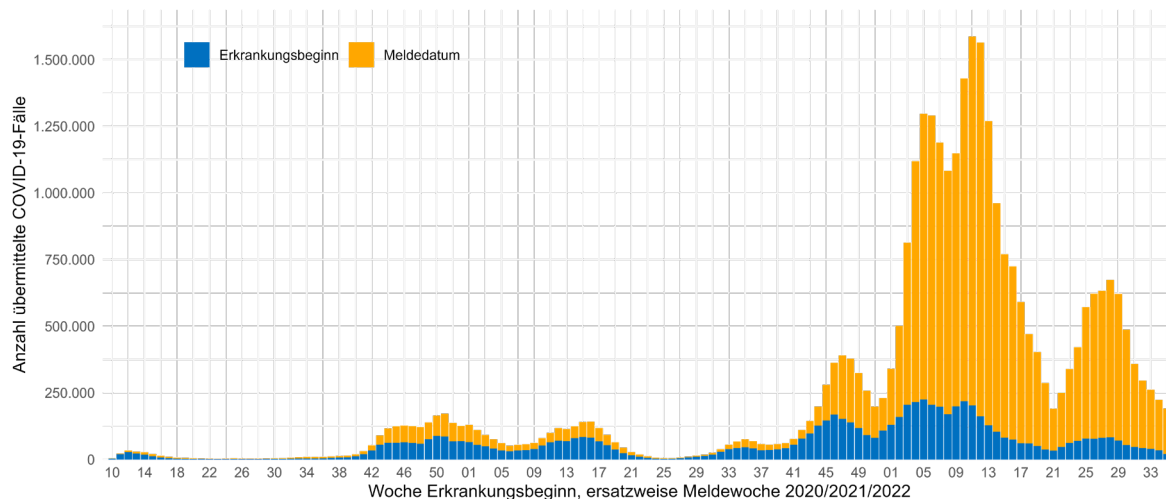 Anzahl übermittelte COVID-19-Fälle
Erkrankungsbeginn Meldedatum
1.500.000
1.250.000
1.000.000
750.000
500.000
250.000
0
10 14 18 22 26 30 34 38 42 46 50 01 05 09 13 17 21 25 29 33 37 41 45 49 01 05 09 13 17 21 25 29 33
Woche Erkrankungsbeginn, ersatzweise Meldewoche 2020/2021/2022